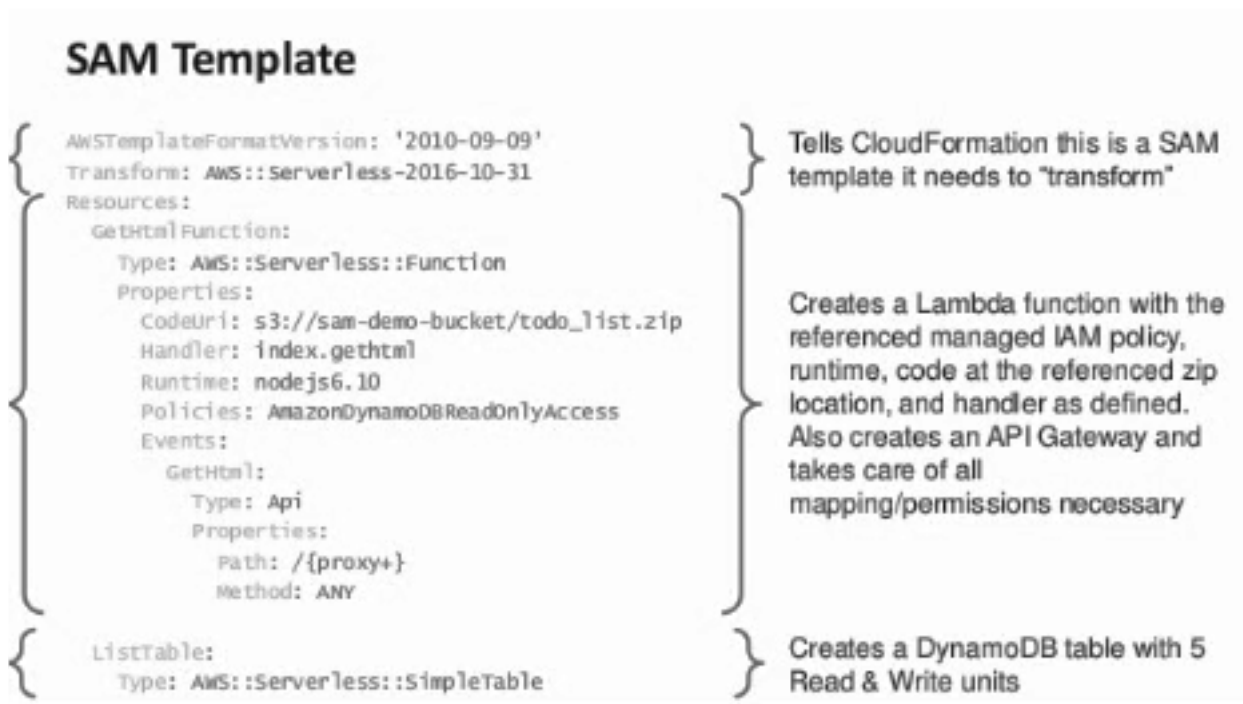 SAM Template
AWSTemplateFormatVersion: '2010-09-09'
Transform: AWS::Serverless-2016-10-31
Resources:
GetHtmlFunction:
Type: AWS::Serverless::Function
Properties:
CodeUri: s3://sam-demo-bucket/todo_list.zip
Handler: index.gethtml
Runtime: nodejs6.10
Policies: AmazonDynamoDBReadOnlyAccess
Events:
GetHtml:
Type: Api
Properties:
Path: /{proxy+}
Method: ANY
ListTable:
Type: AWS::Serverless::SimpleTable
Tells CloudFormation this is a SAM
template it needs to "transform"
Creates a Lambda function with the
referenced managed IAM policy,
runtime, code at the referenced zip
location, and handler as defined.
Also creates an API Gateway and
takes care of all
mapping/permissions necessary
Creates a DynamoDB table with 5
Read & Write units